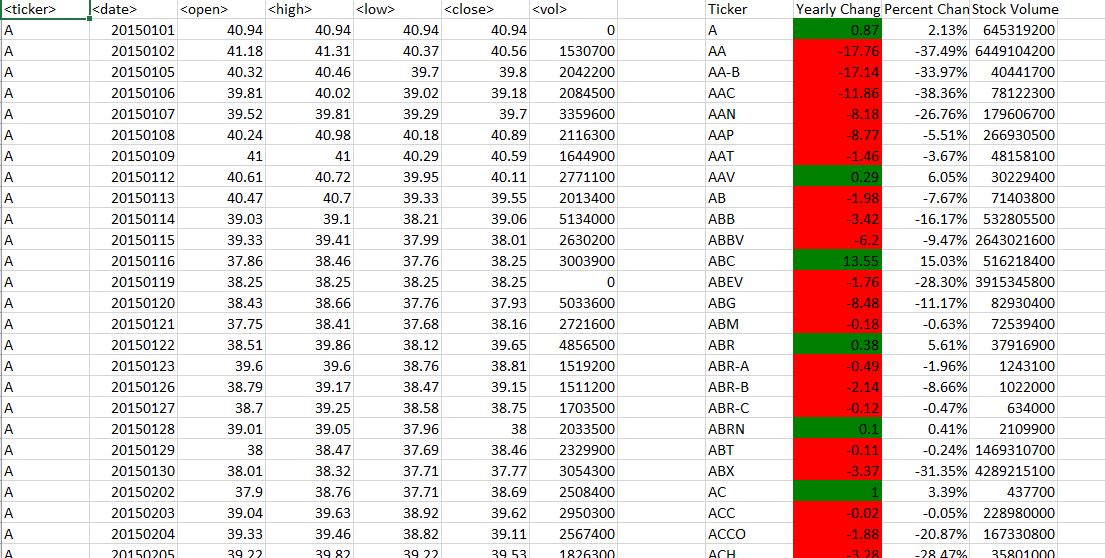 <ticker> <date> <open> <high> <low> <close> <vol> Ticker Yearly Chang Percent Chan Stock Volume
A 20150101 40.94 40.94 40.94 40.94 0 A 0.87 2.13% 645319200
A 20150102 41.18 41.31 40.37 40.56 1530700 AA -17.76 -37.49% 6449104200
A 20150105 40.32 40.46 39.7 39.8 2042200 AA-B -17.14 -33.97% 40441700
A 20150106 39.81 40.02 39.02 39.18 2084500 AAC -11.86 -38.36% 78122300
A 20150107 39.52 39.81 39.29 39.7 3359600 AAN -8.18 -26.76% 179606700
A 20150108 40.24 40.98 40.18 40.89 2116300 AAP -8.77 -5.51% 266930500
A 20150109 41 41 40.29 40.59 1644900 AAT -1.46 -3.67% 48158100
A 20150112 40.61 40.72 39.95 40.11 2771100 AAV 0.29 6.05% 30229400
A 20150113 40.47 40.7 39.33 39.55 2013400 AB -1.98 -7.67% 71403800
A 20150114 39.03 39.1 38.21 39.06 5134000 ABB -3.42 -16.17% 532805500
A 20150115 39.33 39.41 37.99 38.01 2630200 ABBV -6.2 -9.47% 2643021600
A 20150116 37.86 38.46 37.76 38.25 3003900 ABC 13.55 15.03% 516218400
A 20150119 38.25 38.25 38.25 38.25 0 ABEV -1.76 -28.30% 3915345800
A 20150120 38.43 38.66 37.76 37.93 5033600 ABG -8.48 -11.17% 82930400
A 20150121 37.75 38.41 37.68 38.16 2721600 ABM -0.18 -0.63% 72539400
A 20150122 38.51 39.86 38.12 39.65 4856500 ABR 0.38 5.61% 37916900
A 20150123 39.6 39.6 38.76 38.81 1519200 ABR-A -0.49 -1.96% 1243100
A 20150126 38.79 39.17 38.47 39.15 1511200 ABR-B -2.14 -8.66% 1022000
A 20150127 38.7 39.25 38.58 38.75 1703500 ABR-C -0.12 -0.47% 634000
A 20150128 39.01 39.05 37.96 38 2033500 ABRN 0.1 0.41% 2109900
A 20150129 38 38.47 37.69 38.46 2329900 ABT -0.11 -0.24% 1469310700
A 20150130 38.01 38.32 37.71 37.77 3054300 ABX -3.37 -31.35% 4289215100
A 20150202 37.9 38.76 37.71 38.69 2508400 AC 1 3.39% 437700
A 20150203 39.04 39.63 38.92 39.62 2950300 ACC -0.02 -0.05% 228980000
A 20150204 39.33 39.46 38.82 39.11 2567400 ACCO -1.88 -20.87% 167330800
A 20150205 39.22 39.82 39.22 39.53 1826300 ACH -3.28 -28.47% 35801000